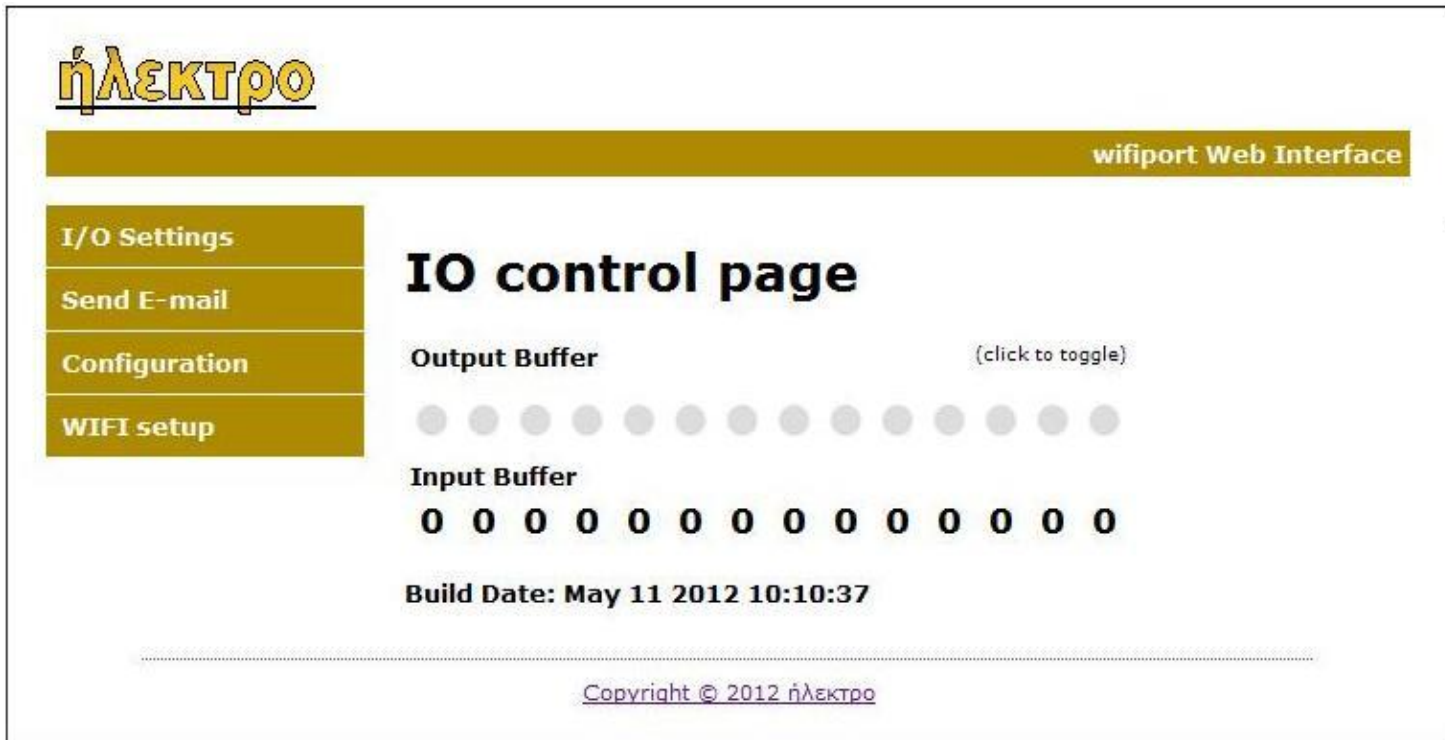 ήλεκτρο
wifiport Web Interface
I/O Settings
Send E-mail
Configuration
WIFI setup
IO control page
Output Buffer (click to toggle)
Input Buffer
0 0 0 0 0 0 0 0 0 0 0 0 0 0
Build Date: May 11 2012 10:10:37
Copyright © 2012 ήλεκτρο